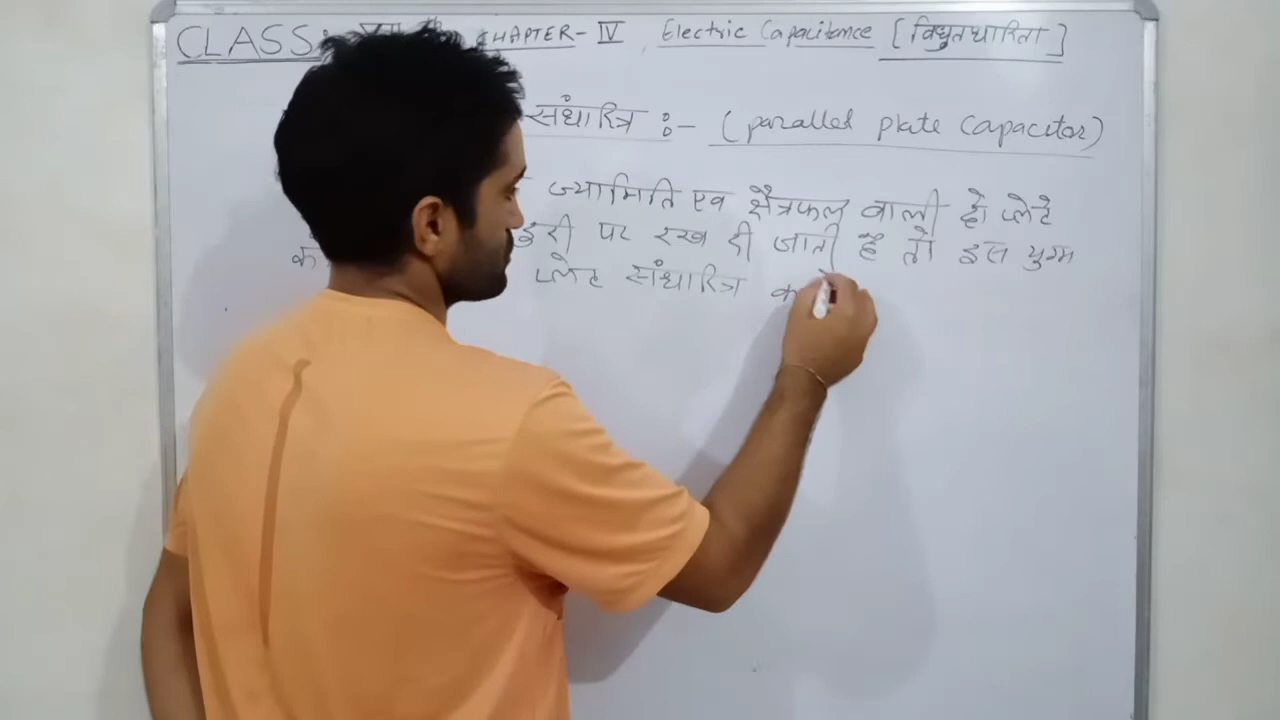 CLASS: CHAPTER- IV , Electric Capacitance [विधुतधारिता]
संधारित्र :- (parallel plate capacitor)
ज्यामिति एव क्षैत्रफल वाली दो प्लेटे
दुरी पर रख दी जाती है तो इस युग्म
प्लेट संधारित्र क